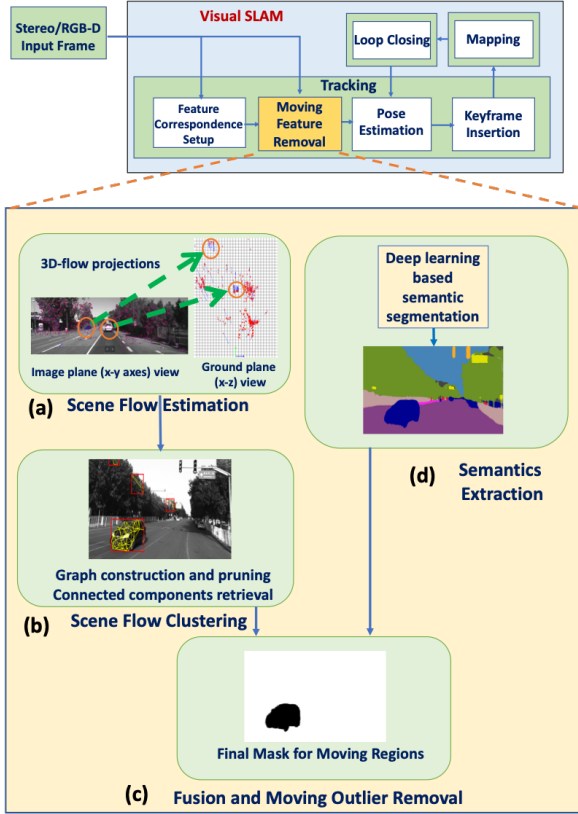 Stereo/RGB-D
Input Frame
Visual SLAM
Loop Closing
Mapping
Tracking
Feature
Correspondence
Setup
Moving
Feature
Removal
Pose
Estimation
Keyframe
Insertion
3D-flow projections
Image plane (x-y axes) view
Ground plane
(x-z) view
(a) Scene Flow Estimation
Deep learning
based
semantic
segmentation
(d) Semantics
Extraction
Graph construction and pruning
Connected components retrieval
(b) Scene Flow Clustering
Final Mask for Moving Regions
(c) Fusion and Moving Outlier Removal